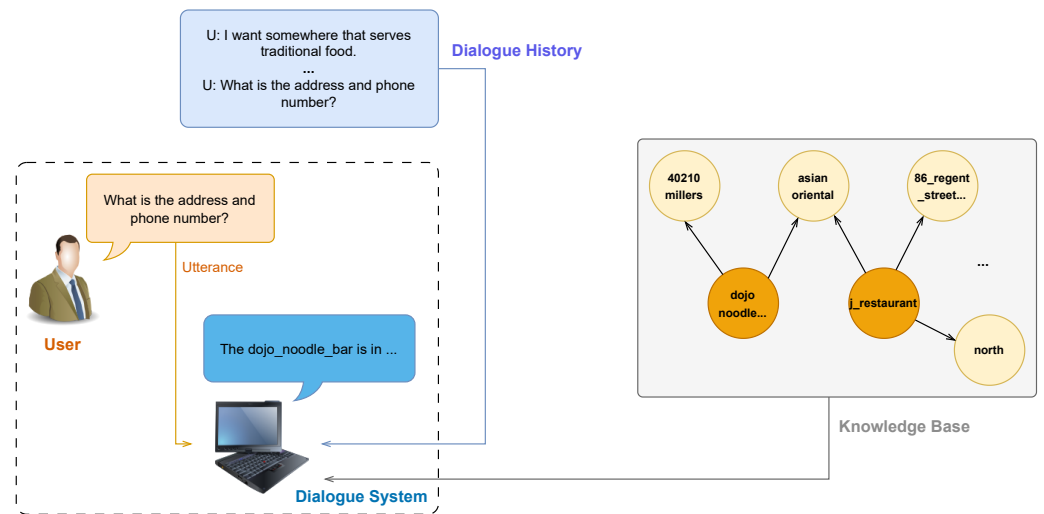 U: I want somewhere that serves
traditional food.
...
U: What is the address and phone
number?
Dialogue History
What is the address and
phone number?
Utterance
User
The dojo_noodle_bar is in ...
Dialogue System
40210
millers
asian
oriental
86_regent
_street...
...
dojo
noodle...
j_restaurant
north
Knowledge Base